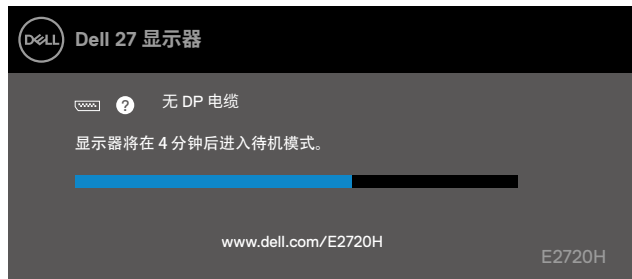 DELL Dell 27 显示器
? 无 DP 电缆
显示器将在 4 分钟后进入待机模式。
www.dell.com/E2720H
E2720H